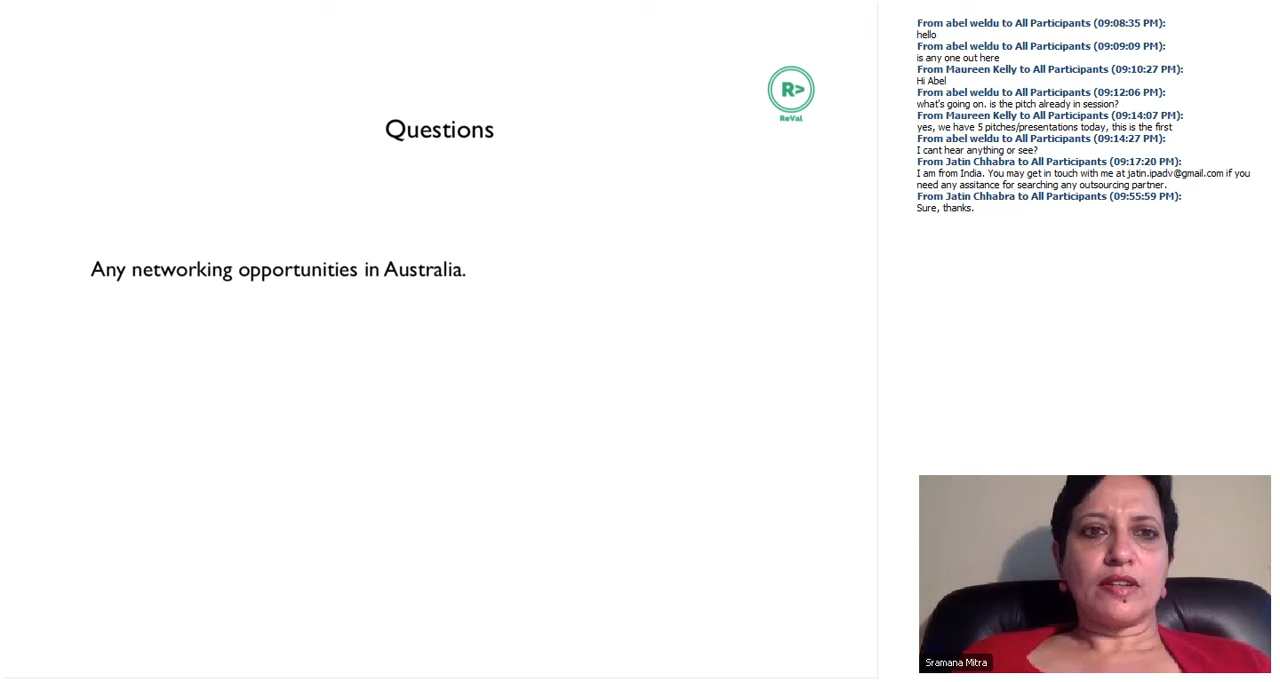 R>
ReVal
Questions
Any networking opportunities in Australia.
From abel weldu to All Participants (09:08:35 PM):
hello
From abel weldu to All Participants (09:09:09 PM):
is any one out here
From Maureen Kelly to All Participants (09:10:27 PM):
Hi Abel
From abel weldu to All Participants (09:12:06 PM):
what's going on. is the pitch already in session?
From Maureen Kelly to All Participants (09:14:07 PM):
yes, we have 5 pitches/presentations today, this is the first
From abel weldu to All Participants (09:14:27 PM):
I cant hear anything or see?
From Jatin Chhabra to All Participants (09:17:20 PM):
I am from India. You may get in touch with me at jatin.ipadv@gmail.com if you
need any assitance for searching any outsourcing partner.
From Jatin Chhabra to All Participants (09:55:59 PM):
Sure, thanks.
Sramana Mitra